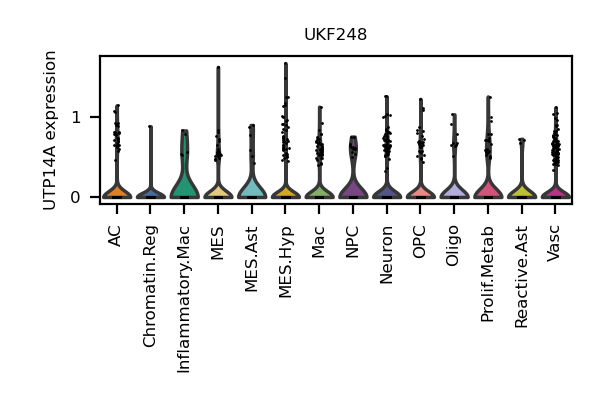 UKF248
UTP14A expression
1
0
AC
Chromatin.Reg
Inflammatory.Mac
MES
MES.Ast
MES.Hyp
Mac
NPC
Neuron
OPC
Oligo
Prolif.Metab
Reactive.Ast
Vasc